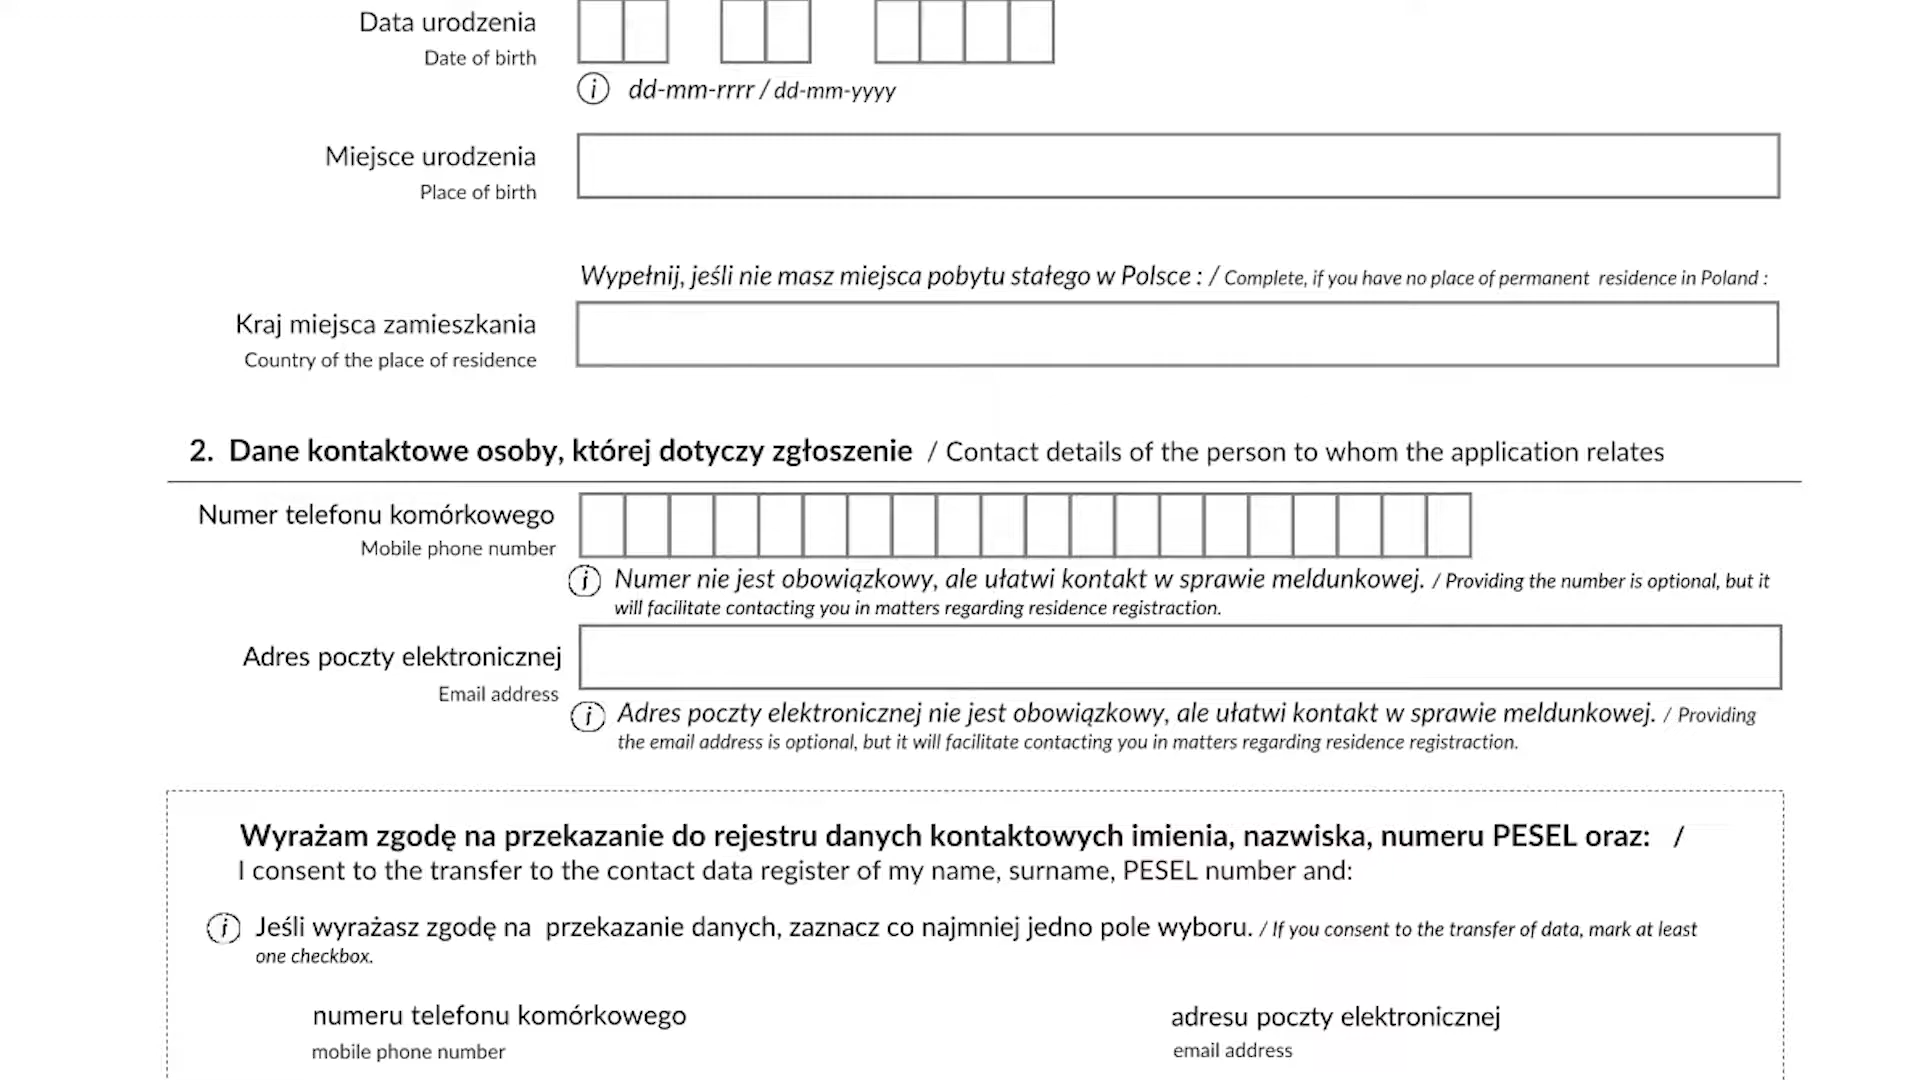 Data urodzenia
Date of birth
i dd-mm-rrrr / dd-mm-yyyy
Miejsce urodzenia
Place of birth
Wypełnij, jeśli nie masz miejsca pobytu stałego w Polsce : / Complete, if you have no place of permanent residence in Poland :
Kraj miejsca zamieszkania
Country of the place of residence
2. Dane kontaktowe osoby, której dotyczy zgłoszenie / Contact details of the person to whom the application relates
Numer telefonu komórkowego
Mobile phone number
i Numer nie jest obowiązkowy, ale ułatwi kontakt w sprawie meldunkowej. / Providing the number is optional, but it
will facilitate contacting you in matters regarding residence registraction.
Adres poczty elektronicznej
Email address
i Adres poczty elektronicznej nie jest obowiązkowy, ale ułatwi kontakt w sprawie meldunkowej. / Providing
the email address is optional, but it will facilitate contacting you in matters regarding residence registraction.
Wyrażam zgodę na przekazanie do rejestru danych kontaktowych imienia, nazwiska, numeru PESEL oraz: /
I consent to the transfer to the contact data register of my name, surname, PESEL number and:
i Jeśli wyrażasz zgodę na przekazanie danych, zaznacz co najmniej jedno pole wyboru. / If you consent to the transfer of data, mark at least
one checkbox.
numeru telefonu komórkowego
mobile phone number
adresu poczty elektronicznej
email address